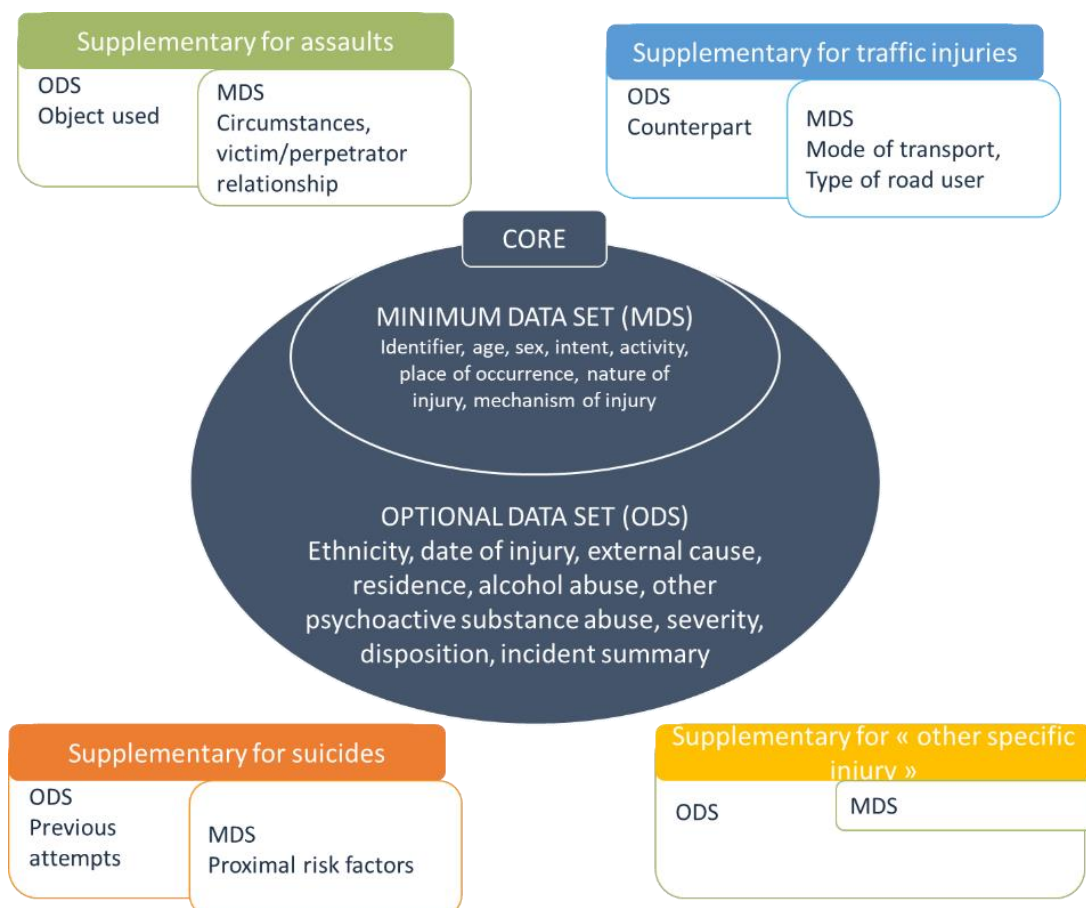 Supplementary for assaults
ODS
Object used
MDS
Circumstances,
victim/perpetrator
relationship
Supplementary for traffic injuries
ODS
Counterpart
MDS
Mode of transport,
Type of road user
CORE
MINIMUM DATA SET (MDS)
Identifier, age, sex, intent, activity,
place of occurrence, nature of
injury, mechanism of injury
OPTIONAL DATA SET (ODS)
Ethnicity, date of injury, external cause,
residence, alcohol abuse, other
psychoactive substance abuse, severity,
disposition, incident summary
Supplementary for suicides
ODS
Previous
attempts
MDS
Proximal risk factors
Supplementary for « other specific
injury »
ODS
MDS